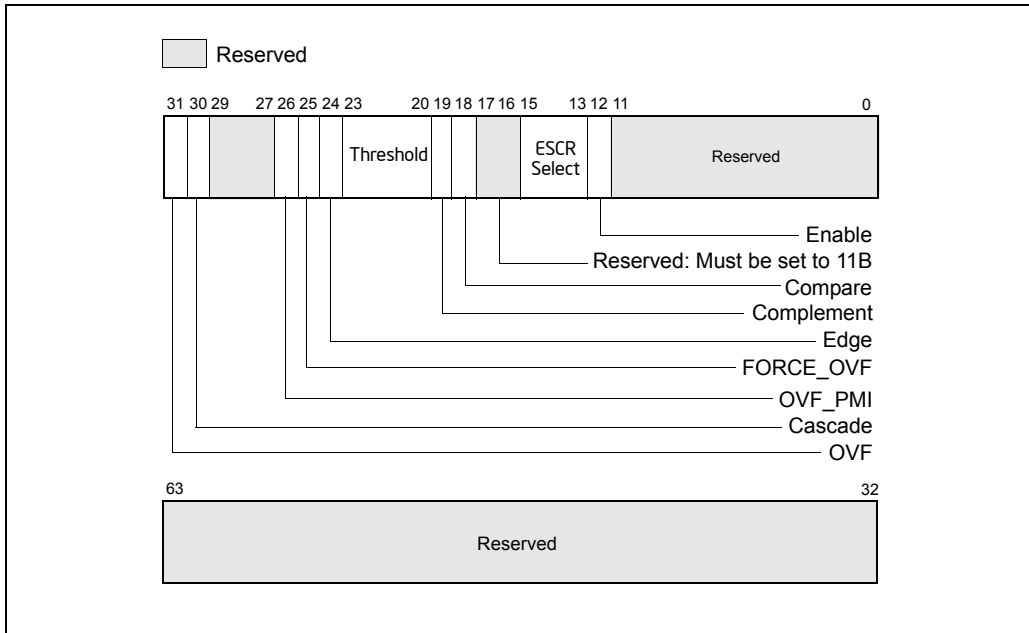 Reserved
31 30 29 27 26 25 24 23 20 19 18 17 16 15 13 12 11 0
Threshold
ESCR
Select
Reserved
Enable
Reserved: Must be set to 11B
Compare
Complement
Edge
FORCE_OVF
OVF_PMI
Cascade
OVF
63 32
Reserved